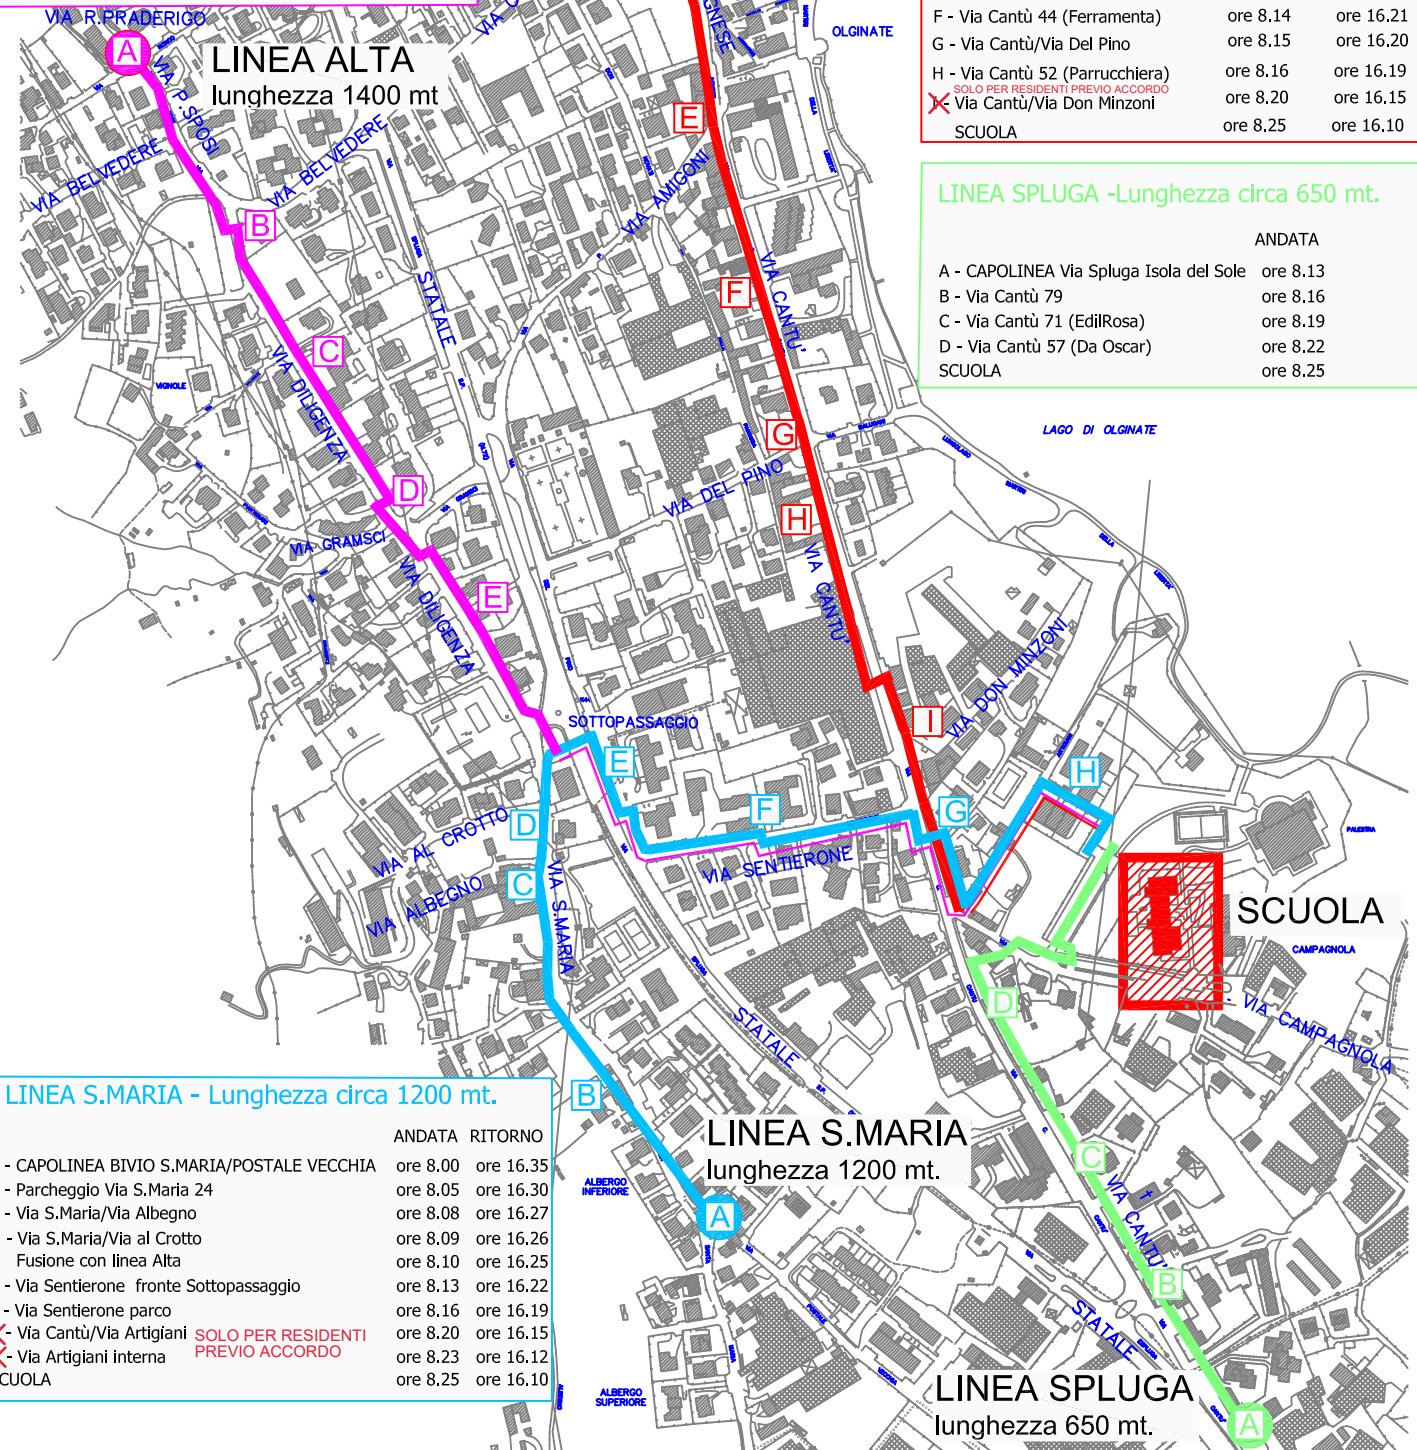 VIA R.PRADERIGO
A
LINEA ALTA
lunghezza 1400 mt
VIA P.SPOSI
VIA BELVEDERE
VIA BELVEDERE
B
C
VIA DILIGENZA
VIGNOLE
D
VIA GRAMSCI
VIA DILIGENZA
E
SPLUGA
STATALE
E
VIA AMIGONI
F
VIA CANTU'
G
VIA DEL PINO
H
VIA CANTU'
I
VIA DON MINZONI
OLGINATE
F - Via Cantù 44 (Ferramenta) ore 8.14 ore 16.21
G - Via Cantù/Via Del Pino ore 8.15 ore 16.20
H - Via Cantù 52 (Parrucchiera) ore 8.16 ore 16.19
SOLO PER RESIDENTI PREVIO ACCORDO
- Via Cantù/Via Don Minzoni ore 8.20 ore 16.15
SCUOLA ore 8.25 ore 16.10
LINEA SPLUGA -Lunghezza circa 650 mt.
ANDATA
A - CAPOLINEA Via Spluga Isola del Sole ore 8.13
B - Via Cantù 79 ore 8.16
C - Via Cantù 71 (EdilRosa) ore 8.19
D - Via Cantù 57 (Da Oscar) ore 8.22
SCUOLA ore 8.25
LAGO DI OLGINATE
LUNGOLAGO
MARTIRI
DELLA
LIBERTA'
SOTTOPASSAGGIO
E
F
G
H
D
VIA AL CROTTO
C
VIA ALBEGNO
VIA S.MARIA
VIA SENTIERONE
PALESTRA
SCUOLA
CAMPAGNOLA
- VIA CAMPAGNOLA
STATALE
D
B
C
VIA CANTU'
B
STATALE
LINEA S.MARIA
lunghezza 1200 mt.
A
ALBERGO
INFERIORE
ALBERGO
SUPERIORE
LINEA SPLUGA
lunghezza 650 mt.
A
LINEA S.MARIA - Lunghezza circa 1200 mt.
ANDATA RITORNO
- CAPOLINEA BIVIO S.MARIA/POSTALE VECCHIA ore 8.00 ore 16.35
- Parcheggio Via S.Maria 24 ore 8.05 ore 16.30
- Via S.Maria/Via Albegno ore 8.08 ore 16.27
- Via S.Maria/Via al Crotto ore 8.09 ore 16.26
Fusione con linea Alta ore 8.10 ore 16.25
- Via Sentierone fronte Sottopassaggio ore 8.13 ore 16.22
- Via Sentierone parco ore 8.16 ore 16.19
- Via Cantù/Via Artigiani ore 8.20 ore 16.15
SOLO PER RESIDENTI
PREVIO ACCORDO
- Via Artigiani interna ore 8.23 ore 16.12
CUOLA ore 8.25 ore 16.10